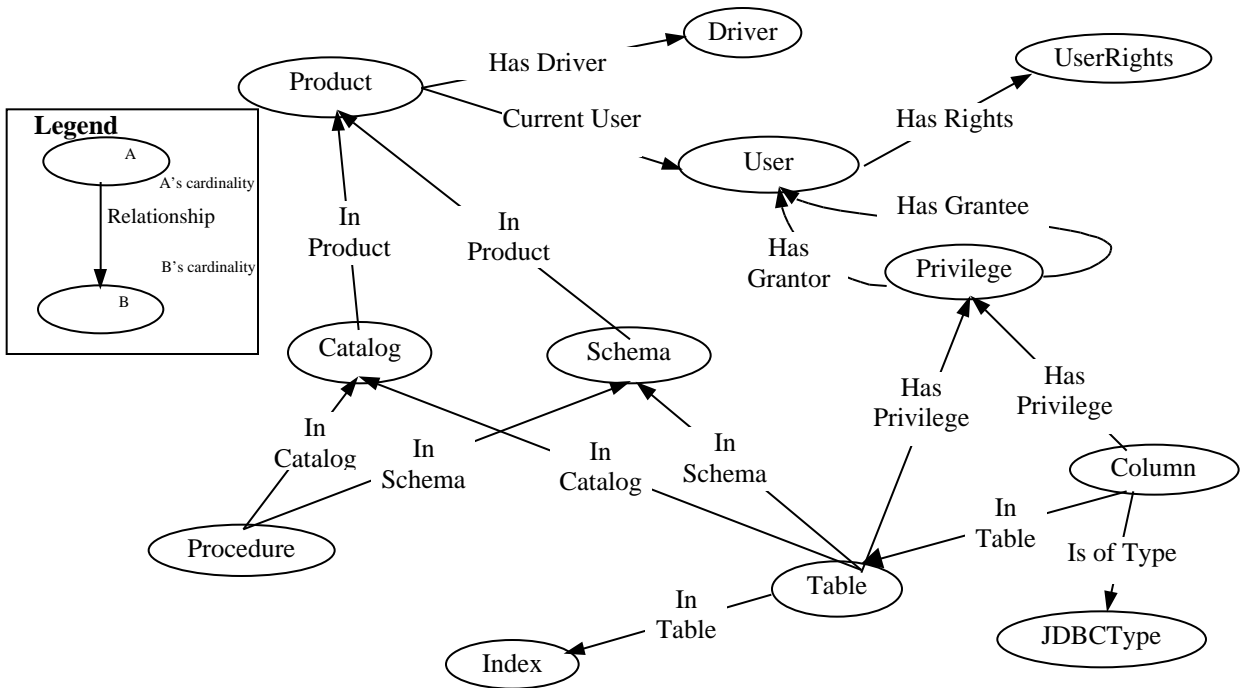 Driver
Has Driver
UserRights
Product
Current User
Has Rights
Legend
A
A's cardinality
Relationship
B's cardinality
B
User
Has Grantee
In
Product
In
Product
Has
Grantor
Privilege
Catalog
Schema
Has
Privilege
Has
Privilege
In
Catalog
In
Schema
In
Catalog
In
Schema
Column
In
Table
Procedure
Is of Type
Table
In
Table
JDBCType
Index